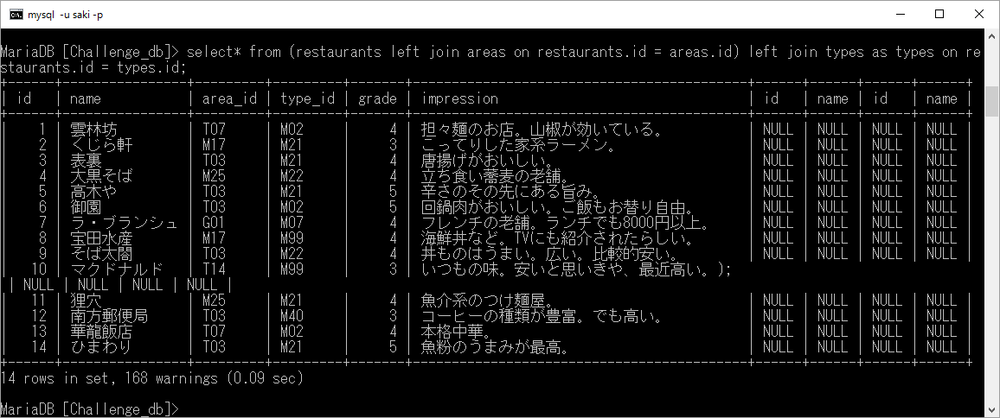 mysql -u saki -p
MariaDB [Challenge_db]> select* from (restaurants left join areas on restaurants.id = areas.id) left join types as types on re
staurants.id = types.id;
+------+--------------+---------+---------+-------+------------------------------------------+------+------+------+------+
| id | name | area_id | type_id | grade | impression | id | name | id | name |
+------+--------------+---------+---------+-------+------------------------------------------+------+------+------+------+
| 1 | 雲林坊 | T07 | M02 | 4 | 担々麺のお店。山椒が効いている。 | NULL | NULL | NULL | NULL |
| 2 | くじら軒 | M17 | M21 | 3 | こってりした家系ラーメン。 | NULL | NULL | NULL | NULL |
| 3 | 表裏 | T03 | M21 | 4 | 唐揚げがおいしい。 | NULL | NULL | NULL | NULL |
| 4 | 大黒そば | M25 | M22 | 4 | 立ち食い蕎麦の老舗。 | NULL | NULL | NULL | NULL |
| 5 | 高木や | T03 | M21 | 5 | 辛さのその先にある旨み。 | NULL | NULL | NULL | NULL |
| 6 | 御園 | T03 | M02 | 5 | 回鍋肉がおいしい。ご飯もお替り自由。 | NULL | NULL | NULL | NULL |
| 7 | ラ・ブランシュ | G01 | M07 | 4 | フレンチの老舗。ランチでも8000円以上。 | NULL | NULL | NULL | NULL |
| 8 | 宝田水産 | M17 | M99 | 4 | 海鮮丼など。TVにも紹介されたらしい。 | NULL | NULL | NULL | NULL |
| 9 | そば太閤 | T03 | M22 | 4 | 丼ものはうまい。広い。比較的安い。 | NULL | NULL | NULL | NULL |
| 10 | マクドナルド | T14 | M99 | 3 | いつもの味。安いと思いきや、最近高い。);
| NULL | NULL | NULL | NULL |
| 11 | 狸穴 | M25 | M21 | 4 | 魚介系のつけ麺屋。 | NULL | NULL | NULL | NULL |
| 12 | 南方郵便局 | T03 | M40 | 3 | コーヒーの種類が豊富。でも高い。 | NULL | NULL | NULL | NULL |
| 13 | 華龍飯店 | T07 | M02 | 4 | 本格中華。 | NULL | NULL | NULL | NULL |
| 14 | ひまわり | T03 | M21 | 5 | 魚粉のうまみが最高。 | NULL | NULL | NULL | NULL |
+------+--------------+---------+---------+-------+------------------------------------------+------+------+------+------+
14 rows in set, 168 warnings (0.09 sec)
MariaDB [Challenge_db]>